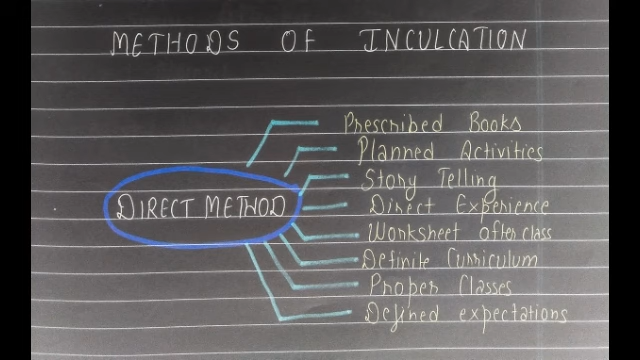 METHODS OF INCULCATION
Prescribed Books
Planned Activities
Story Telling
DIRECT METHOD
Direct Experience
Worksheet after class
Definite Curriculum
Proper Classes
Defined expectations